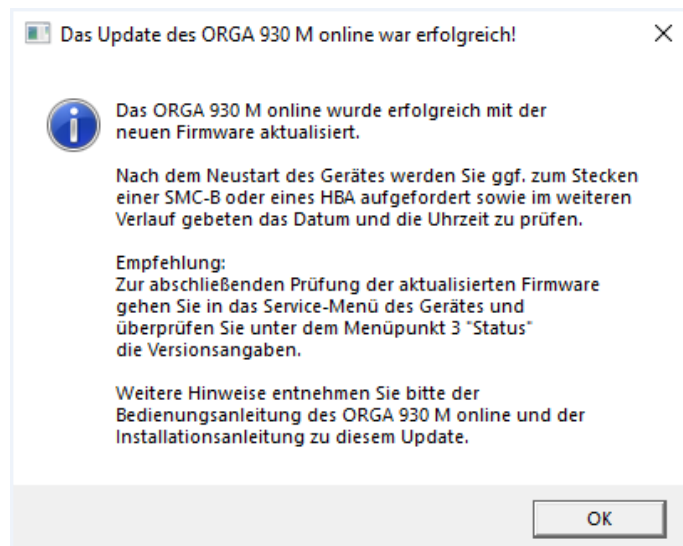 Das Update des ORGA 930 M online war erfolgreich!
Das ORGA 930 M online wurde erfolgreich mit der
neuen Firmware aktualisiert.
Nach dem Neustart des Gerätes werden Sie ggf. zum Stecken
einer SMC-B oder eines HBA aufgefordert sowie im weiteren
Verlauf gebeten das Datum und die Uhrzeit zu prüfen.
Empfehlung:
Zur abschließenden Prüfung der aktualisierten Firmware
gehen Sie in das Service-Menü des Gerätes und
überprüfen Sie unter dem Menüpunkt 3 "Status"
die Versionsangaben.
Weitere Hinweise entnehmen Sie bitte der
Bedienungsanleitung des ORGA 930 M online und der
Installationsanleitung zu diesem Update.
OK